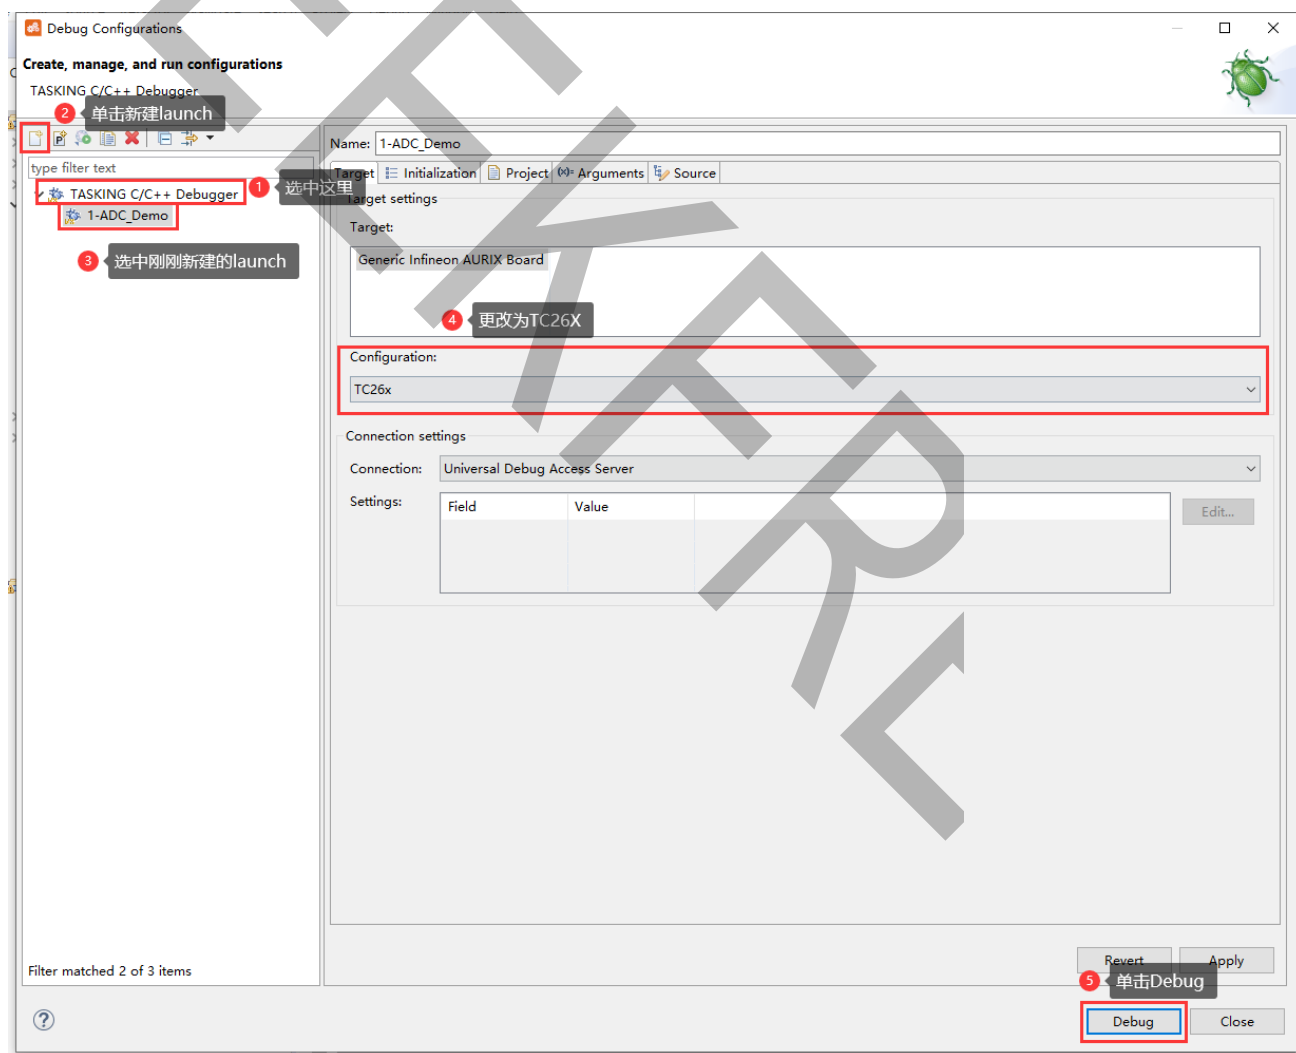 Debug Configurations
Create, manage, and run configurations
TASKING C/C++ Debugger
2 单击新建launch
type filter text
TASKING C/C++ Debugger
1 选中这里
1-ADC_Demo
3 选中刚刚新建的launch
Filter matched 2 of 3 items
Name: 1-ADC_Demo
Target Initialization Project (x)= Arguments Source
Target settings
Target:
Generic Infineon AURIX Board
4 更改为TC26X
Configuration:
TC26x
Connection settings
Connection: Universal Debug Access Server
Settings: Field Value
Edit...
Revert Apply
5 单击Debug
Debug Close